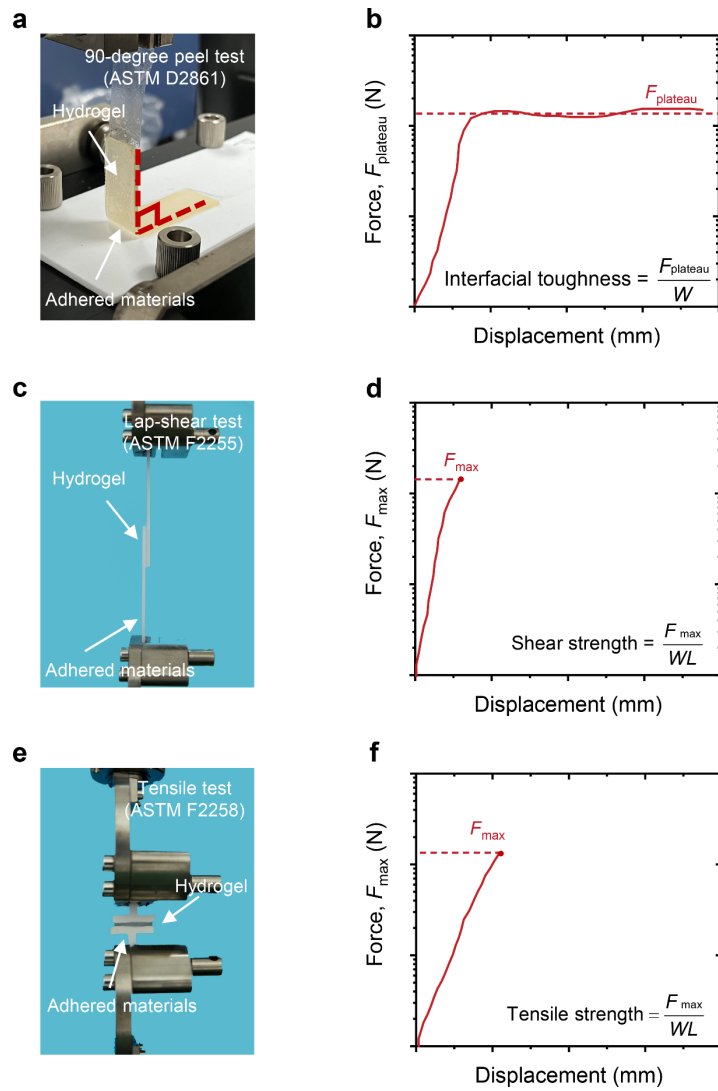 a
90-degree peel test
(ASTM D2861)
Hydrogel
Adhered materials
b
Force, Fplateau (N)
Fplateau
Interfacial toughness = Fplateau
W
Displacement (mm)
c
Lap-shear test
(ASTM F2255)
Hydrogel
Adhered materials
d
Force, Fmax (N)
Fmax
Shear strength = Fmax
WL
Displacement (mm)
e
Tensile test
(ASTM F2258)
Hydrogel
Adhered materials
f
Force, Fmax (N)
Fmax
Tensile strength = Fmax
WL
Displacement (mm)